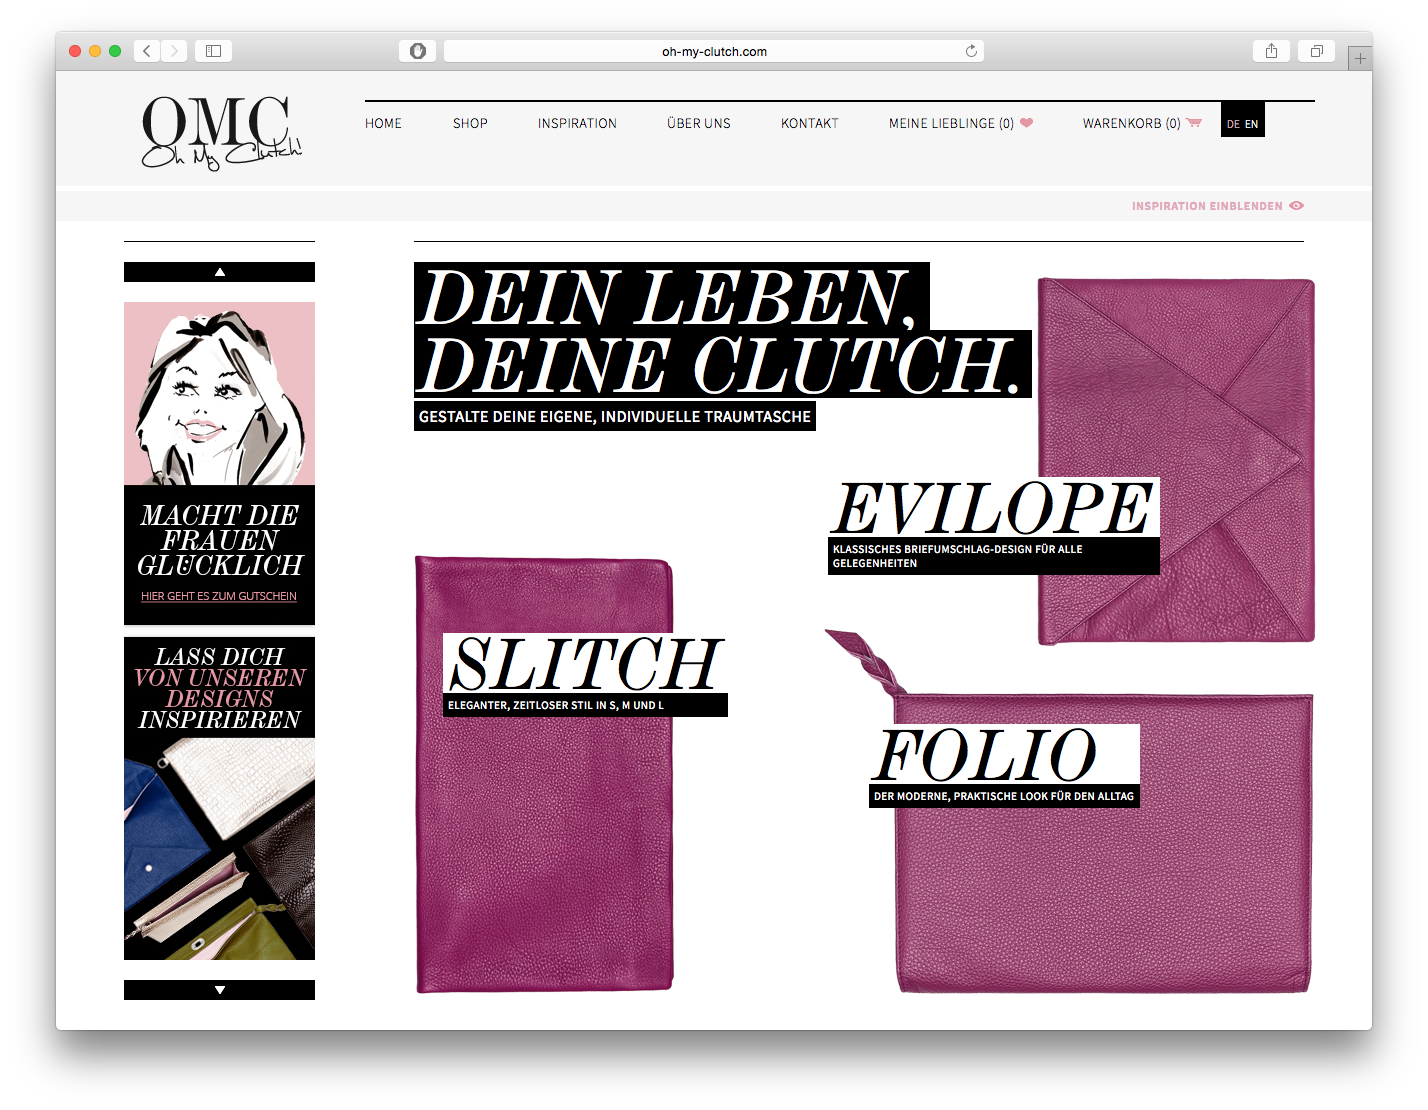 oh-my-clutch.com
OMC
Oh My Clutch!
HOME SHOP INSPIRATION ÜBER UNS KONTAKT MEINE LIEBLINGE (0) WARENKORB (0) DE EN
INSPIRATION EINBLENDEN
MACHT DIE
FRAUEN
GLÜCKLICH
HIER GEHT ES ZUM GUTSCHEIN
LASS DICH
VON UNSEREN
DESIGNS
INSPIRIEREN
DEIN LEBEN,
DEINE CLUTCH.
GESTALTE DEINE EIGENE, INDIVIDUELLE TRAUMTASCHE
EVILOPE
KLASSISCHES BRIEFUMSCHLAG-DESIGN FÜR ALLE
GELEGENHEITEN
SLITCH
ELEGANTER, ZEITLOSER STIL IN S, M UND L
FOLIO
DER MODERNE, PRAKTISCHE LOOK FÜR DEN ALLTAG